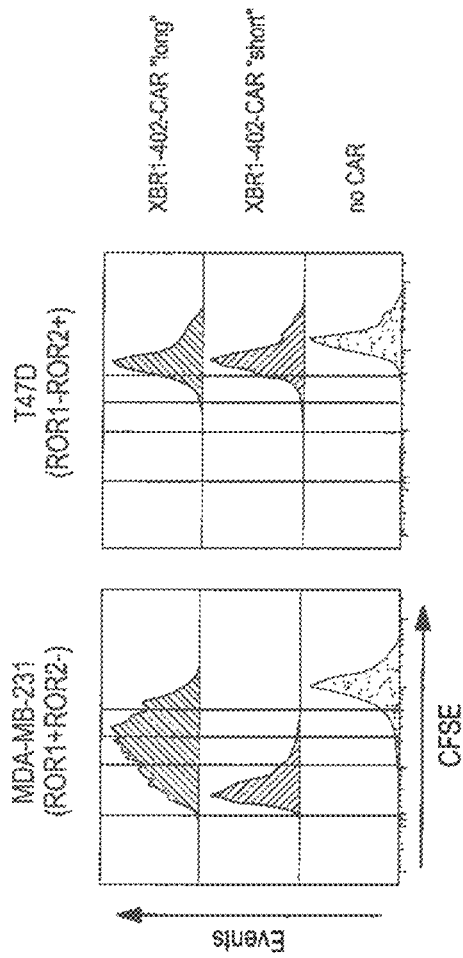 MDA-MB-231
(ROR1+ROR2-)
T47D
(ROR1-ROR2+)
XBR1-402-CAR "long"
XBR1-402-CAR "short"
no CAR
Events
CFSE